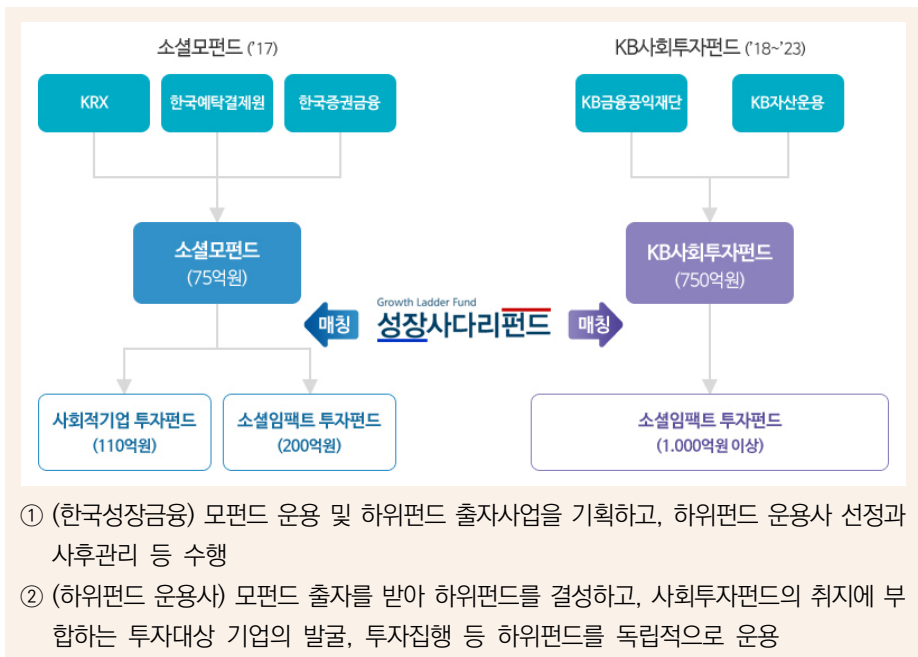 소셜모펀드 ('17)
KB사회투자펀드 ('18~'23)
KRX
한국예탁결제원
한국증권금융
KB금융공익재단
KB자산운용
소셜모펀드
(75억원)
KB사회투자펀드
(750억원)
매칭
Growth Ladder Fund
성장사다리펀드
매칭
사회적기업 투자펀드
(110억원)
소셜임팩트 투자펀드
(200억원)
소셜임팩트 투자펀드
(1.000억원 이상)
① (한국성장금융) 모펀드 운용 및 하위펀드 출자사업을 기획하고, 하위펀드 운용사 선정과
사후관리 등 수행
② (하위펀드 운용사) 모펀드 출자를 받아 하위펀드를 결성하고, 사회투자펀드의 취지에 부
합하는 투자대상 기업의 발굴, 투자집행 등 하위펀드를 독립적으로 운용